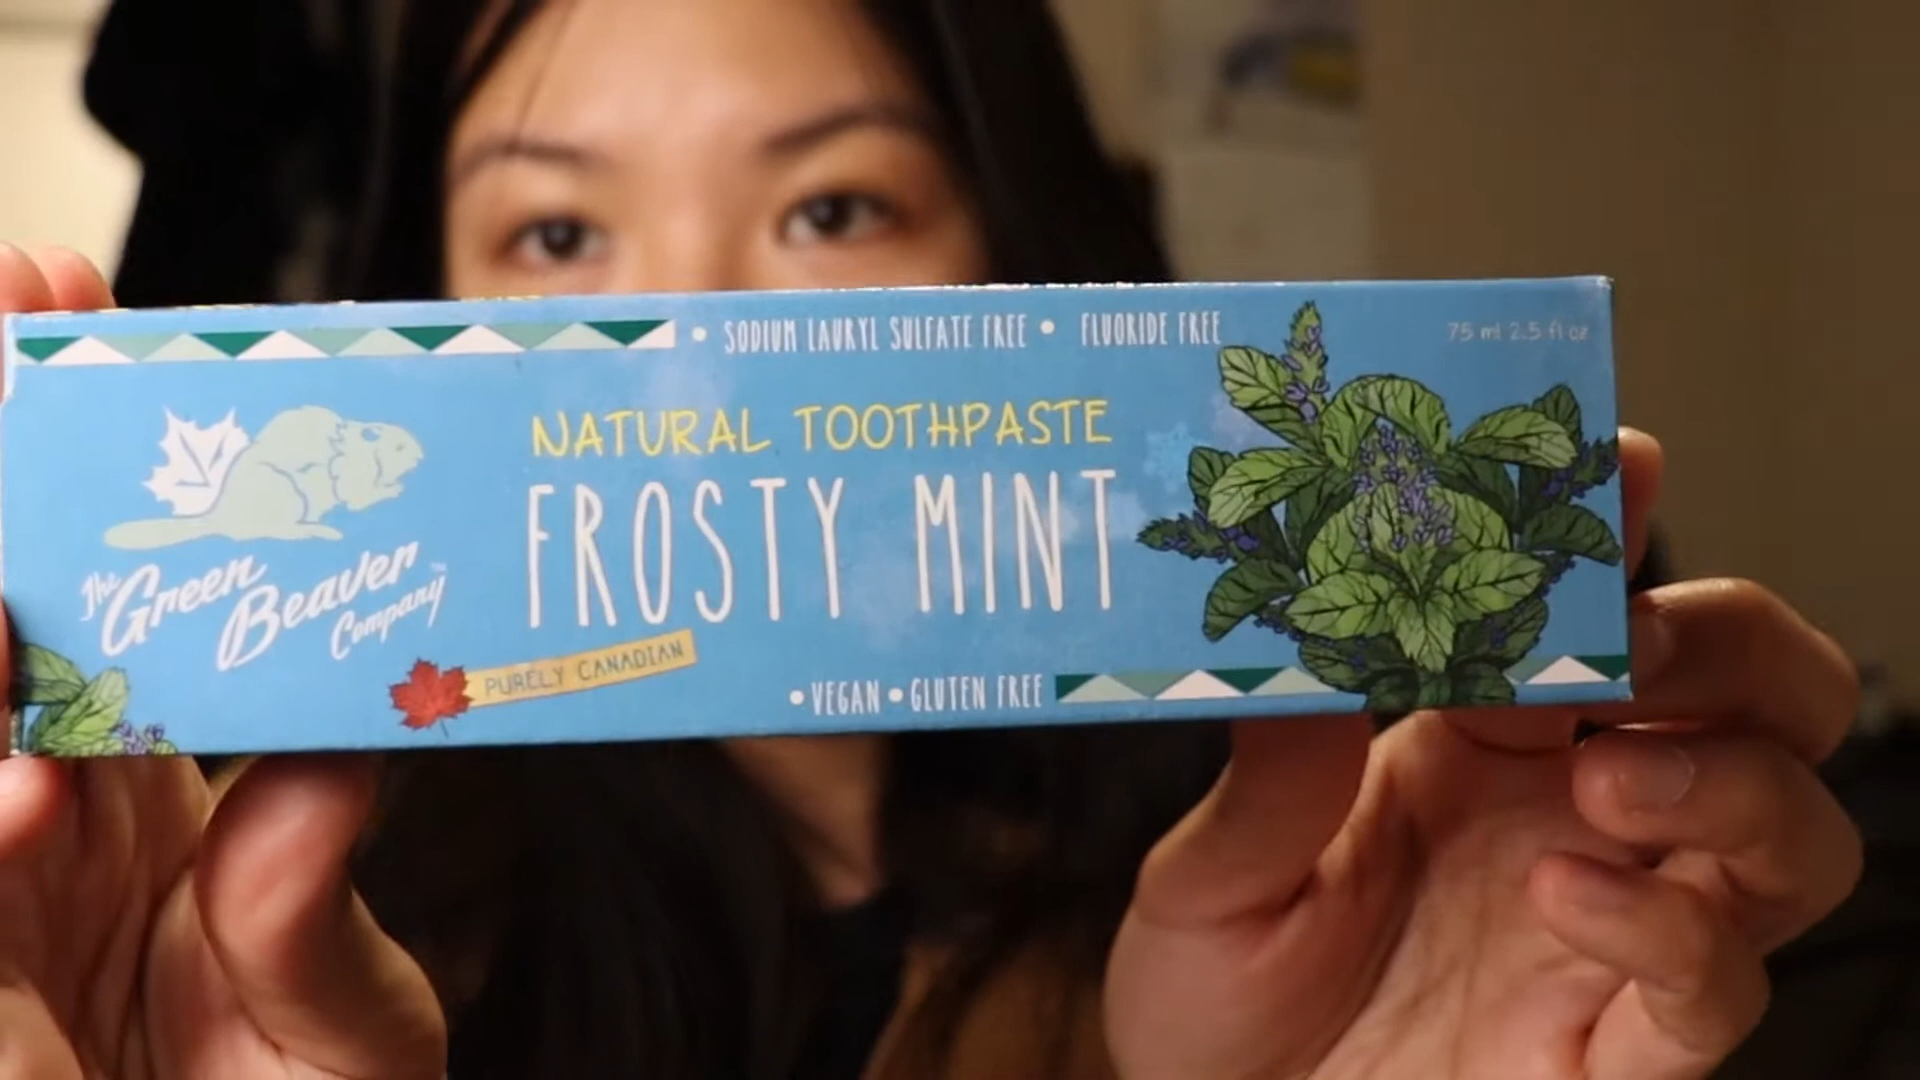 • SODIUM LAURYL SULFATE FREE • FLUORIDE FREE
75 ml 2.5 fl oz
NATURAL TOOTHPASTE
FROSTY MINT
The Green Beaver Company™
PURELY CANADIAN
• VEGAN • GLUTEN FREE